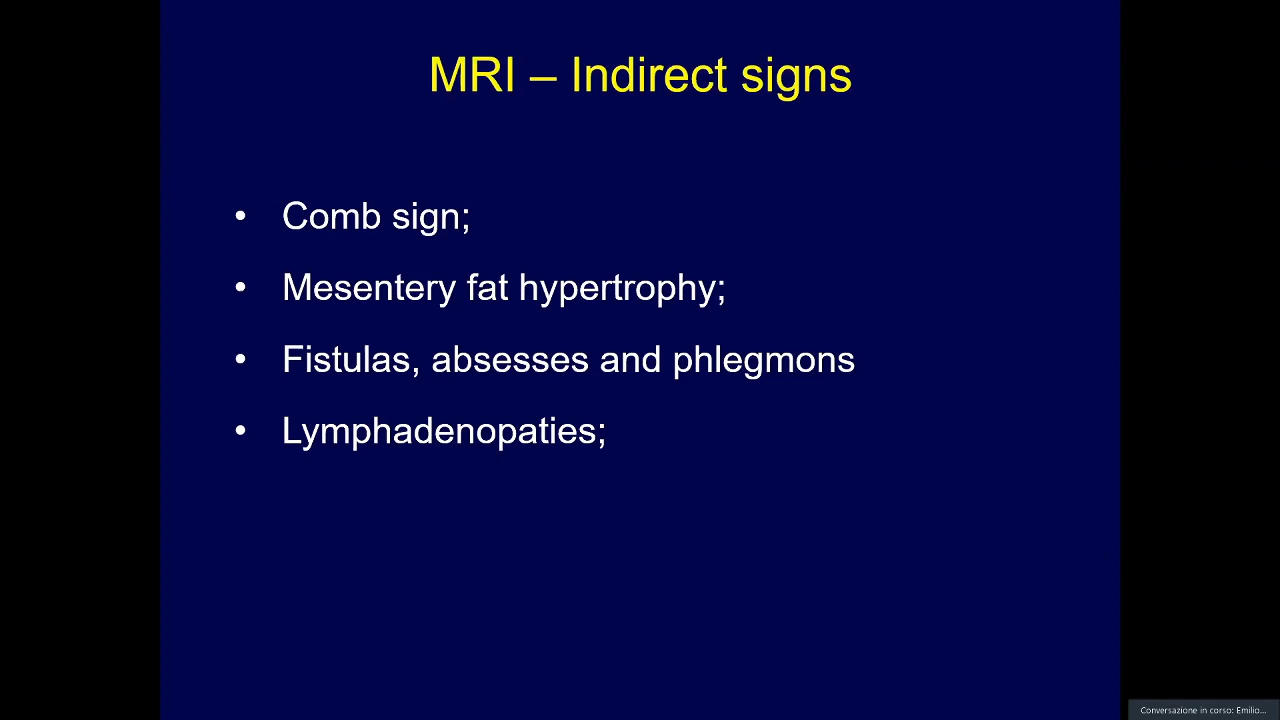 MRI – Indirect signs
• Comb sign;
• Mesentery fat hypertrophy;
• Fistulas, absesses and phlegmons
• Lymphadenopaties;
Conversazione in corso: Emilio...